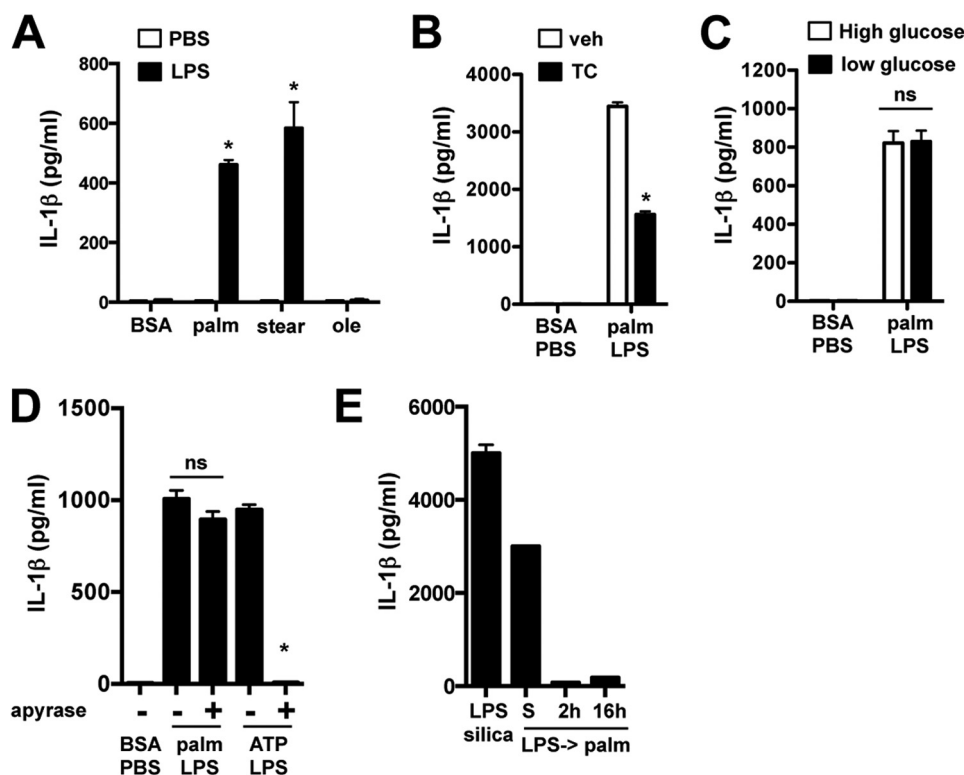 A
PBS
LPS
IL-1β (pg/ml)
800
600
400
200
0
*
*
BSA
palm
stear
ole
B
veh
TC
IL-1β (pg/ml)
4000
3000
2000
1000
0
*
BSA
PBS
palm
LPS
C
High glucose
low glucose
IL-1β (pg/ml)
1200
1000
800
600
400
200
0
ns
BSA
PBS
palm
LPS
D
IL-1β (pg/ml)
1500
1000
500
0
ns
*
apyrase - - + - +
BSA
PBS
palm
LPS
ATP
LPS
E
IL-1β (pg/ml)
6000
4000
2000
0
LPS
silica
S 2h 16h
LPS-> palm